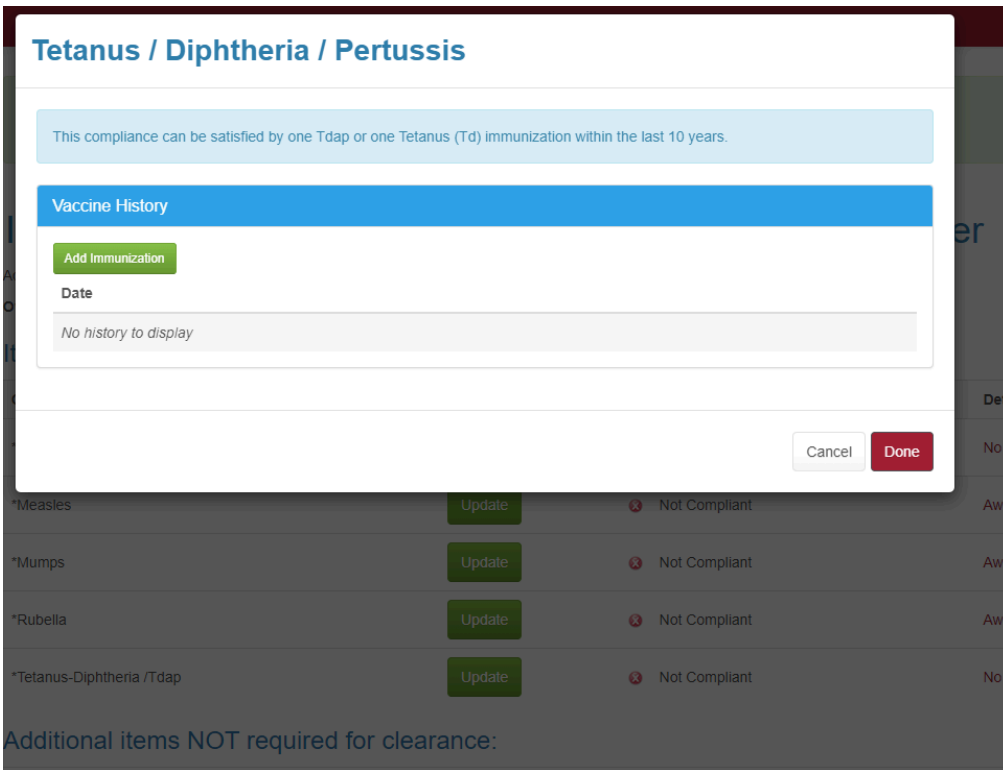 Tetanus / Diphtheria / Pertussis
This compliance can be satisfied by one Tdap or one Tetanus (Td) immunization within the last 10 years.
Vaccine History
Add Immunization
Date
No history to display
Cancel Done
*Measles Update Not Compliant
*Mumps Update Not Compliant
*Rubella Update Not Compliant
*Tetanus-Diphtheria /Tdap Update Not Compliant No
Additional items NOT required for clearance: